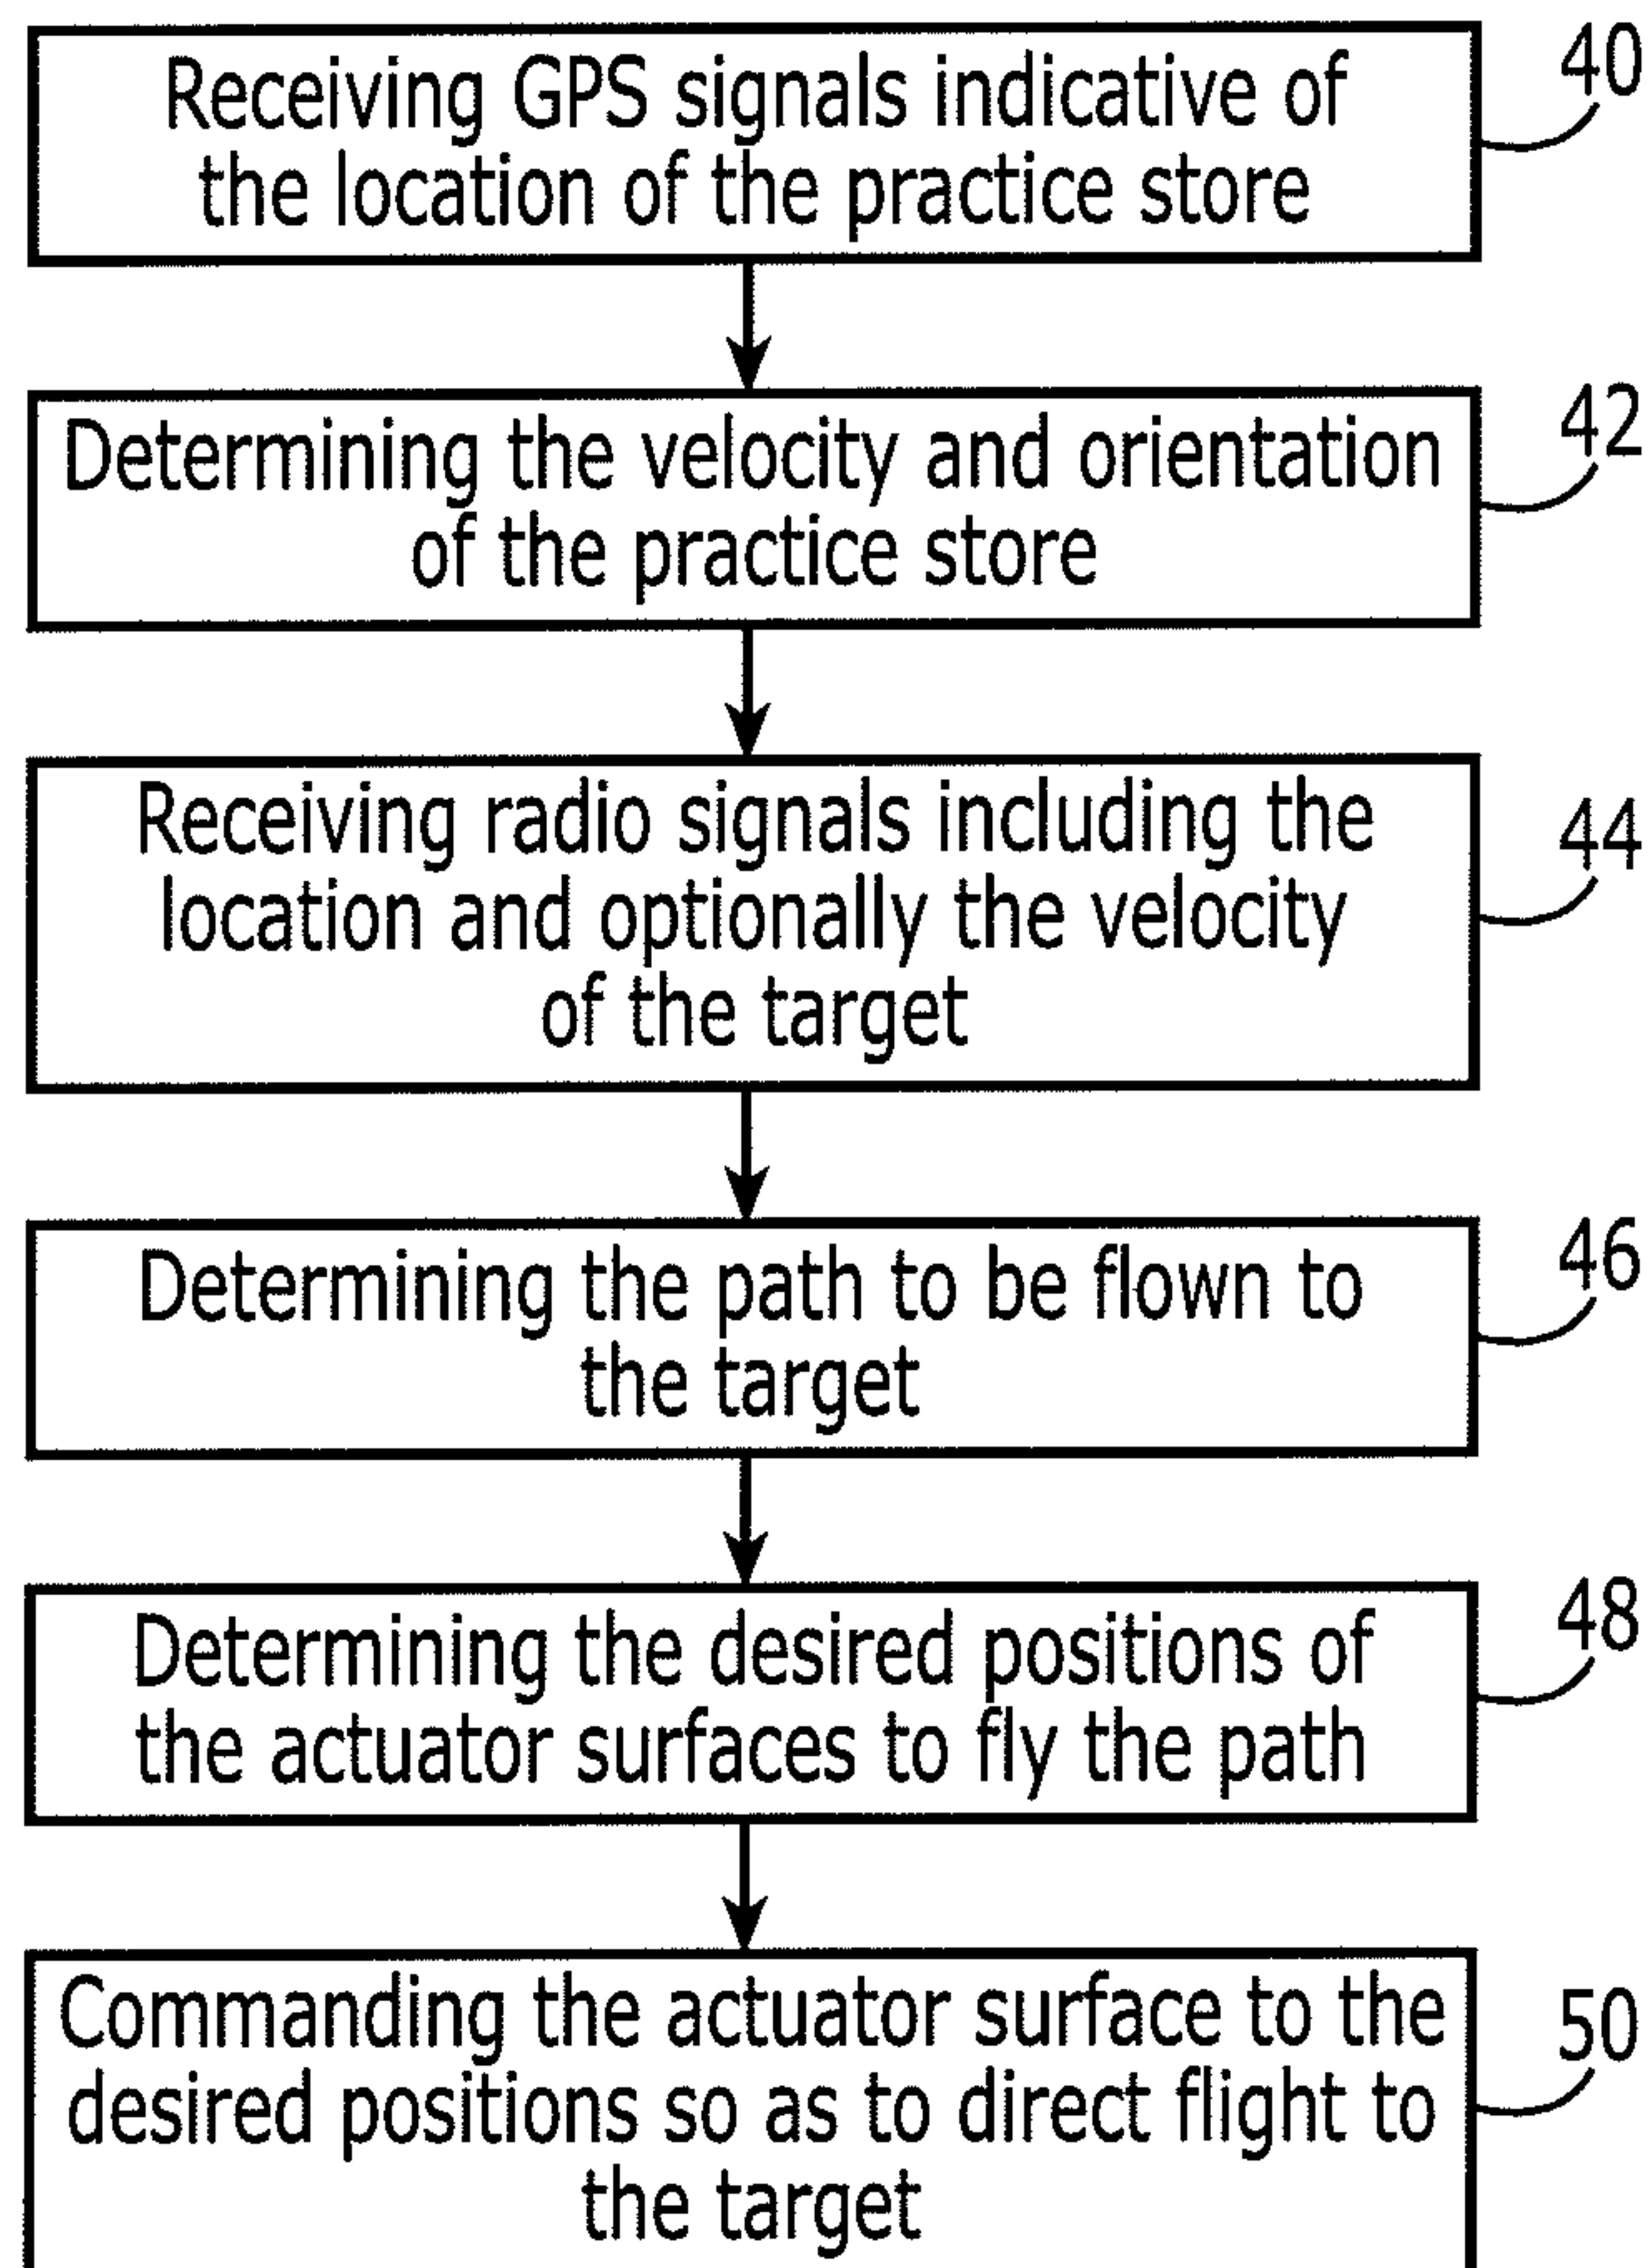 Receiving GPS signals indicative of
the location of the practice store
40
Determining the velocity and orientation
of the practice store
42
Receiving radio signals including the
location and optionally the velocity
of the target
44
Determining the path to be flown to
the target
46
Determining the desired positions of
the actuator surfaces to fly the path
48
Commanding the actuator surface to the
desired positions so as to direct flight to
the target
50